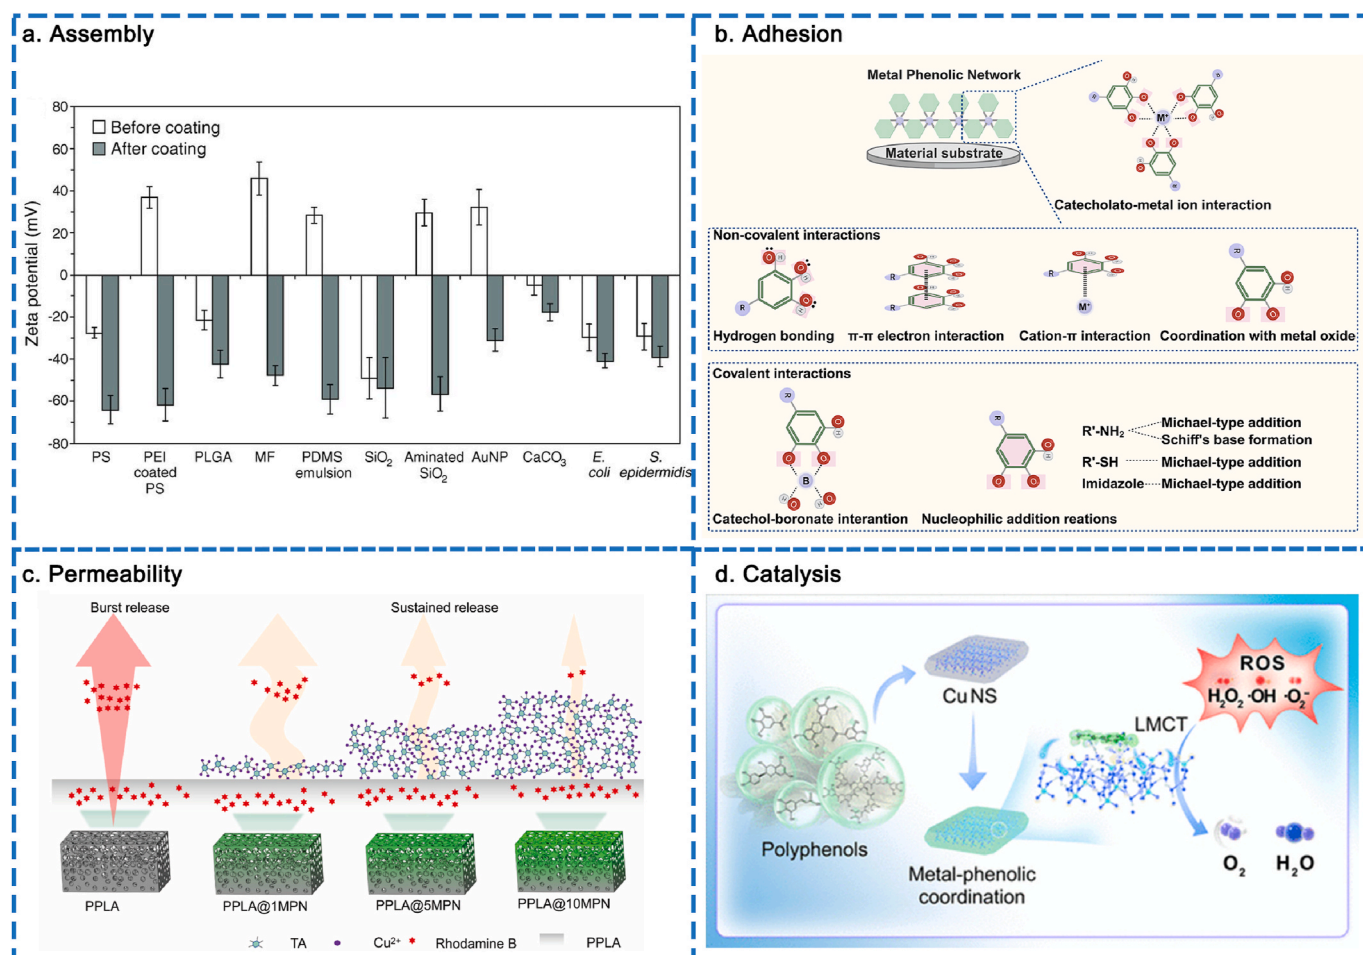 a. Assembly
80
60
40
20
0
-20
-40
-60
-80
Zeta potential (mV)
Before coating
After coating
PS
PEI coated PS
PLGA
MF
PDMS emulsion
SiO₂
Aminated SiO₂
AuNP
CaCO₃
E. coli
S. epidermidis
b. Adhesion
Metal Phenolic Network
Material substrate
M⁺
Catecholato-metal ion interaction
Non-covalent interactions
Hydrogen bonding
π-π electron interaction
M⁺
Cation-π interaction
Coordination with metal oxide
Covalent interactions
B
Catechol-boronate interantion
Nucleophilic addition reations
R'-NH₂
Michael-type addition
Schiff's base formation
R'-SH
Michael-type addition
Imidazole
Michael-type addition
c. Permeability
Burst release
Sustained release
PPLA
PPLA@1MPN
PPLA@5MPN
PPLA@10MPN
TA
Cu²⁺
Rhodamine B
PPLA
d. Catalysis
Polyphenols
Cu NS
Metal-phenolic
coordination
LMCT
ROS
H₂O₂ ·OH ·O₂⁻
O₂
H₂O